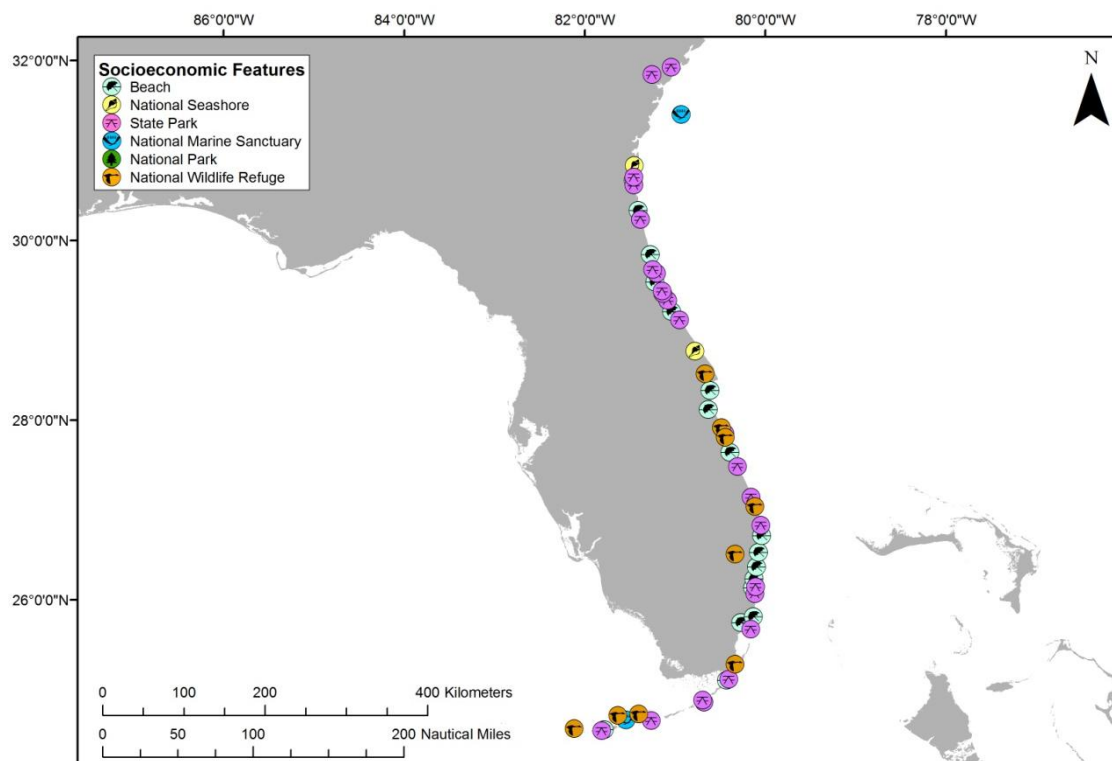 86°0'0"W 84°0'0"W 82°0'0"W 80°0'0"W 78°0'0"W
32°0'0"N
30°0'0"N
28°0'0"N
26°0'0"N
Socioeconomic Features
Beach
National Seashore
State Park
National Marine Sanctuary
National Park
National Wildlife Refuge
N
0 100 200 400 Kilometers
0 50 100 200 Nautical Miles